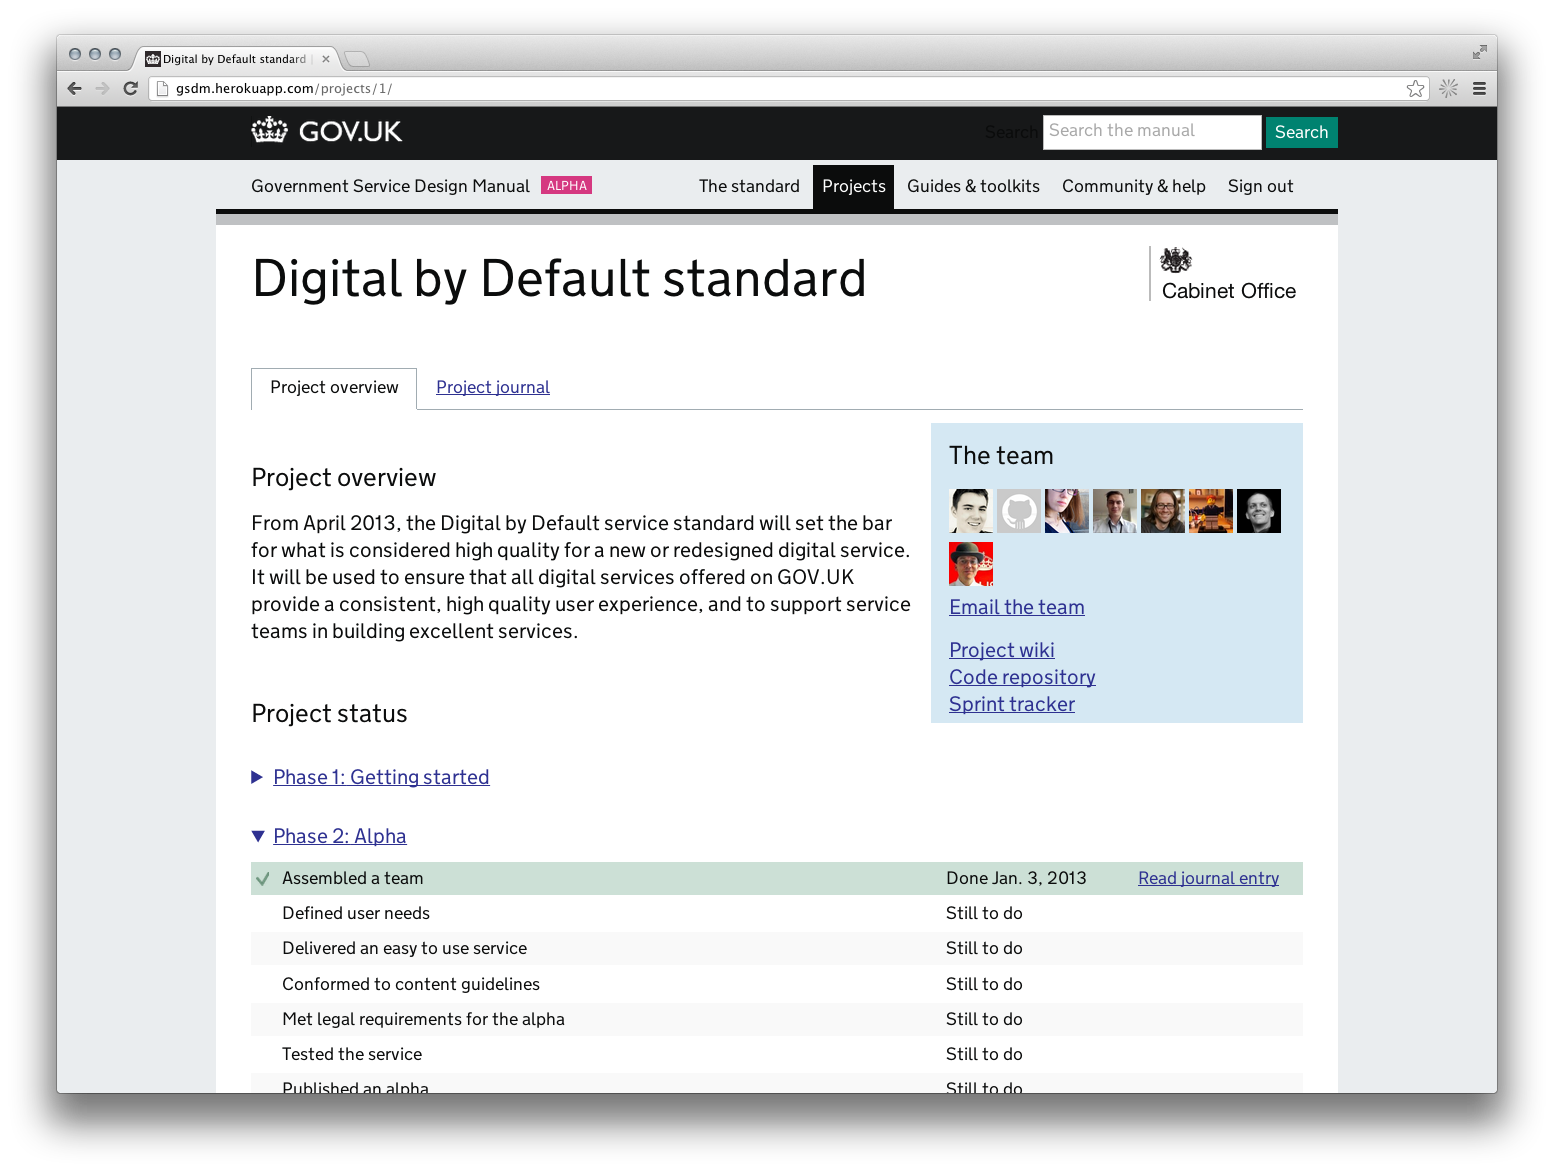 Digital by Default standard |
gsdm.herokuapp.com/projects/1/
GOV.UK
Search
Search the manual
Search
Government Service Design Manual ALPHA
The standard Projects Guides & toolkits Community & help Sign out
Digital by Default standard
Cabinet Office
Project overview Project journal
Project overview
From April 2013, the Digital by Default service standard will set the bar
for what is considered high quality for a new or redesigned digital service.
It will be used to ensure that all digital services offered on GOV.UK
provide a consistent, high quality user experience, and to support service
teams in building excellent services.
The team
Email the team
Project wiki
Code repository
Sprint tracker
Project status
Phase 1: Getting started
Phase 2: Alpha
Assembled a team Done Jan. 3, 2013 Read journal entry
Defined user needs Still to do
Delivered an easy to use service Still to do
Conformed to content guidelines Still to do
Met legal requirements for the alpha Still to do
Tested the service Still to do
Published an alpha Still to do